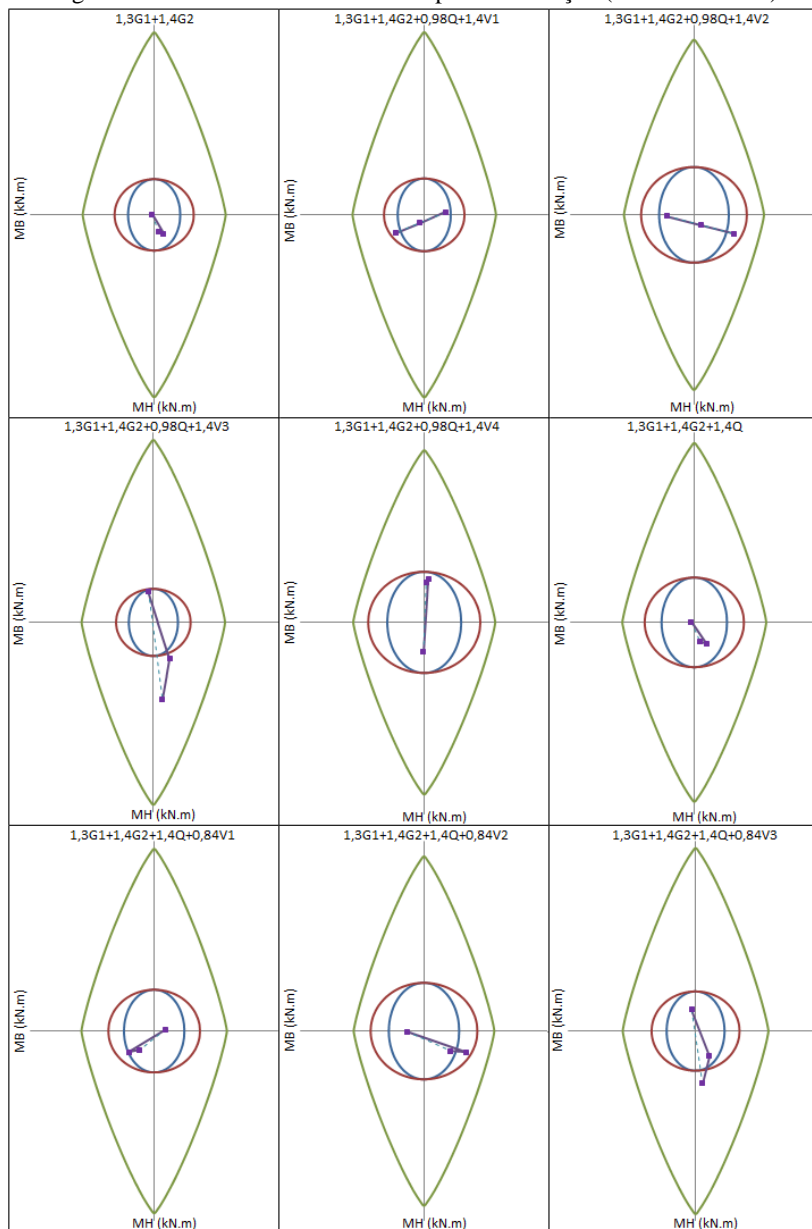 1,3G1+1,4G2
1,3G1+1,4G2+0,98Q+1,4V1
1,3G1+1,4G2+0,98Q+1,4V2
MB (kN.m)
MB (kN.m)
MB (kN.m)
MH (kN.m)
MH (kN.m)
MH (kN.m)
1,3G1+1,4G2+0,98Q+1,4V3
1,3G1+1,4G2+0,98Q+1,4V4
1,3G1+1,4G2+1,4Q
MB (kN.m)
MB (kN.m)
MB (kN.m)
MH (kN.m)
MH (kN.m)
MH (kN.m)
1,3G1+1,4G2+1,4Q+0,84V1
1,3G1+1,4G2+1,4Q+0,84V2
1,3G1+1,4G2+1,4Q+0,84V3
MB (kN.m)
MB (kN.m)
MB (kN.m)
MH (kN.m)
MH (kN.m)
MH (kN.m)